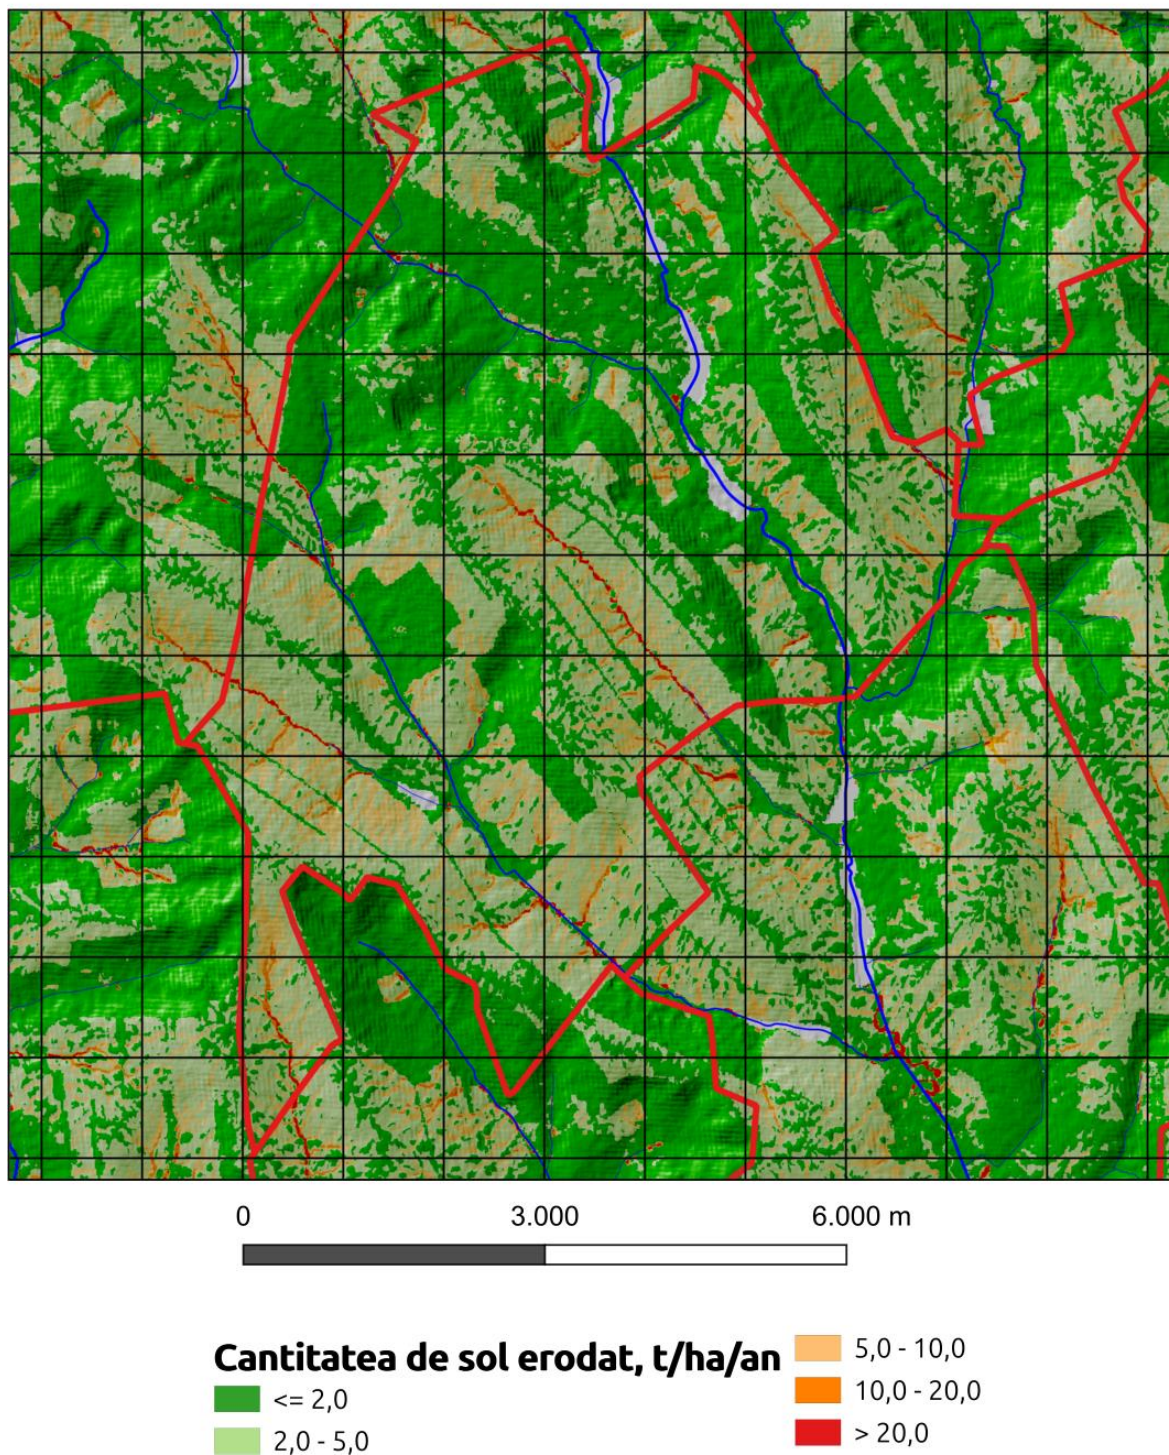 0 3.000 6.000 m
Cantitatea de sol erodat, t/ha/an
<= 2,0
2,0 - 5,0
5,0 - 10,0
10,0 - 20,0
> 20,0